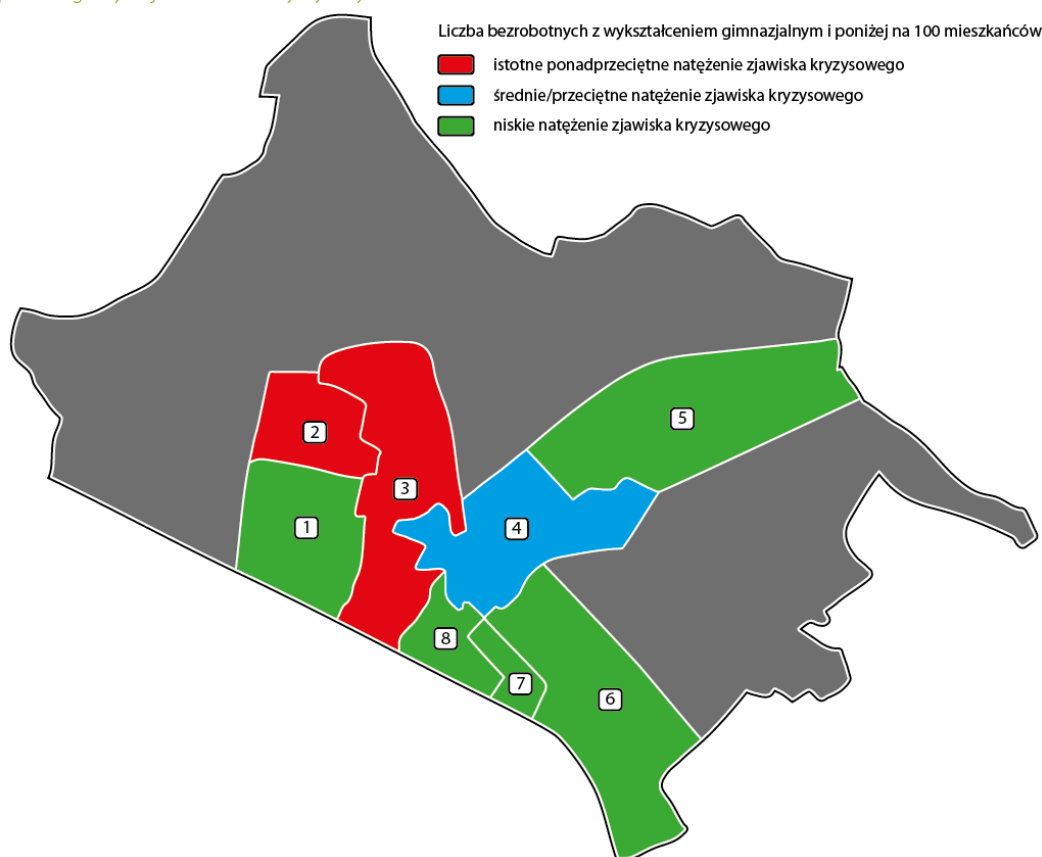 Liczba bezrobotnych z wykształceniem gimnazjalnym i poniżej na 100 mieszkańców
istotne ponadprzeciętne natężenie zjawiska kryzysowego
średnie/przeciętne natężenie zjawiska kryzysowego
niskie natężenie zjawiska kryzysowego
5
2
3
1
4
8
7
6